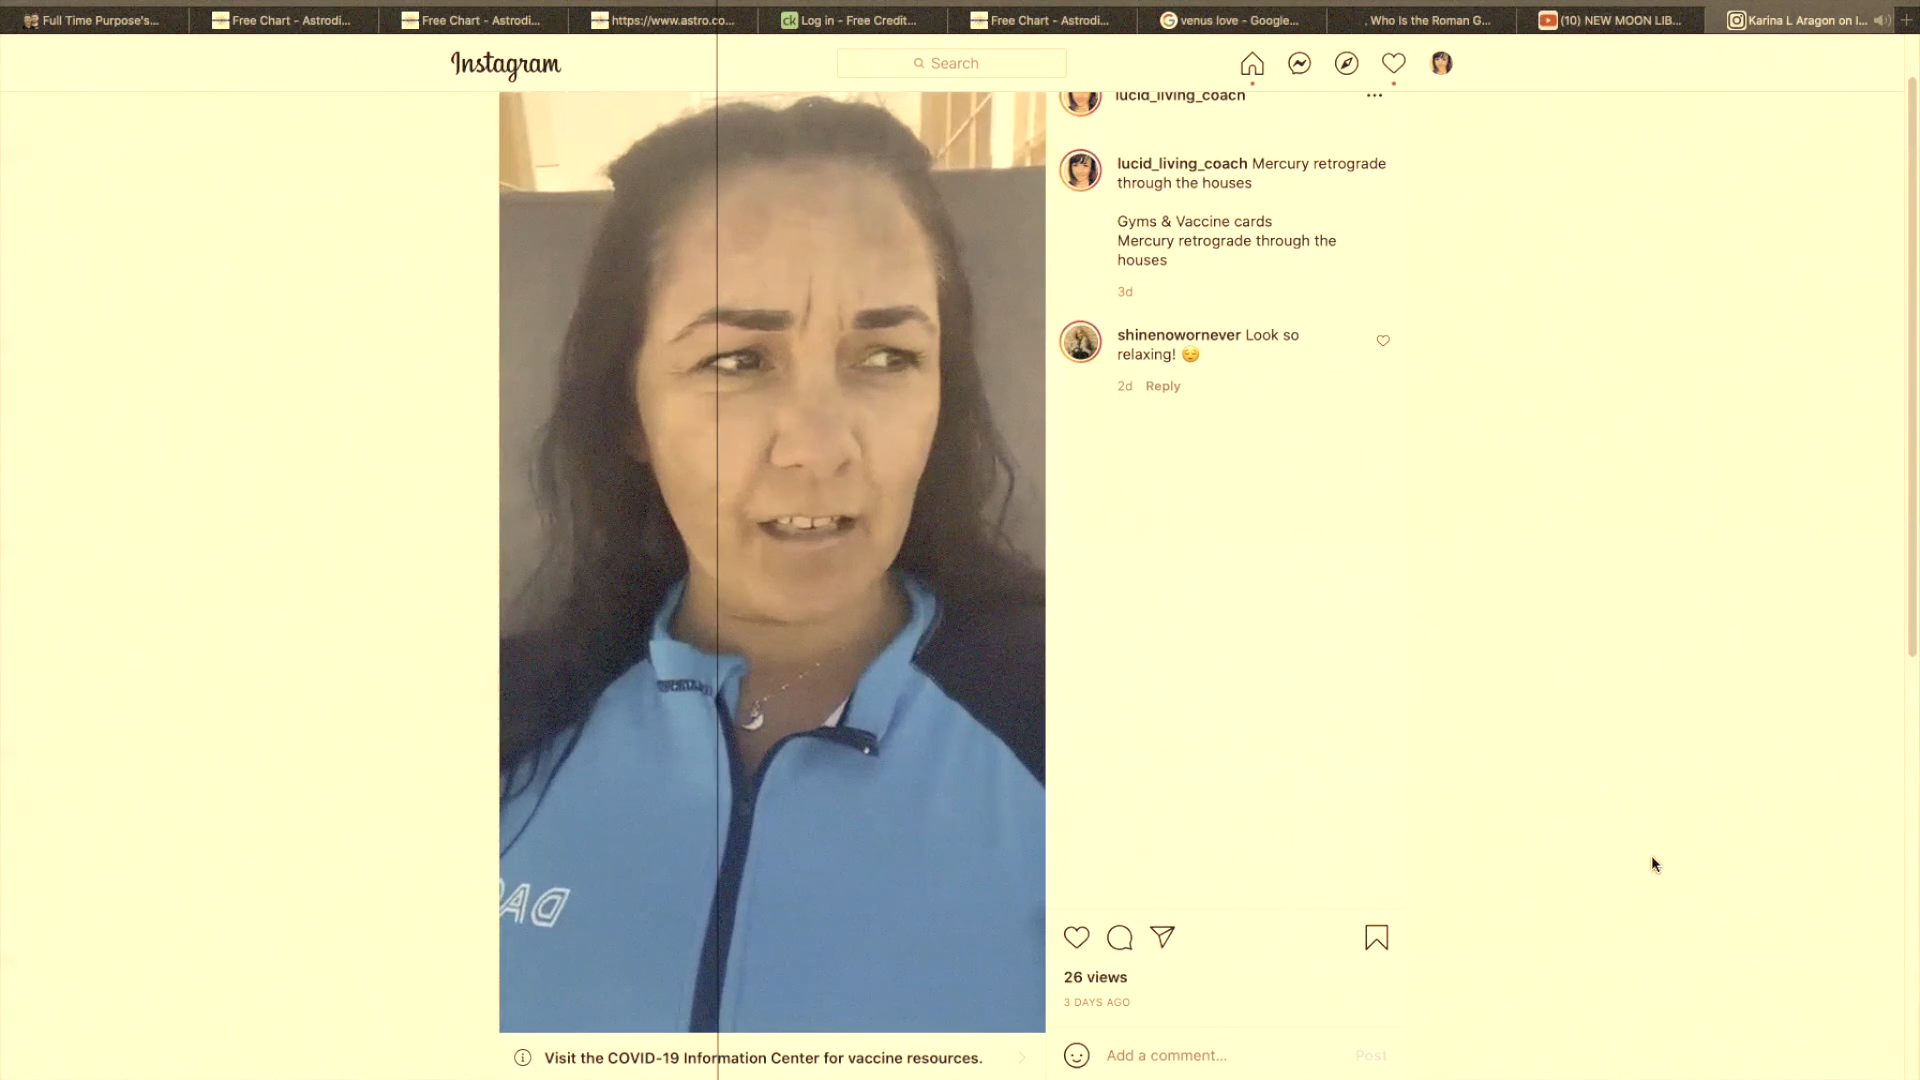 Full Time Purpose's...
Free Chart - Astrodi...
Free Chart - Astrodi...
https://www.astro.co...
ck Log in - Free Credit...
Free Chart - Astrodi...
G venus love - Google...
. Who Is the Roman G...
(10) NEW MOON LIB...
Karina L Aragon on I...
Instagram
Search
lucid_living_coach
lucid_living_coach Mercury retrograde
through the houses
Gyms & Vaccine cards
Mercury retrograde through the
houses
3d
shinenowornever Look so
relaxing! 😌
2d Reply
26 views
3 DAYS AGO
Visit the COVID-19 Information Center for vaccine resources.
Add a comment...
Post